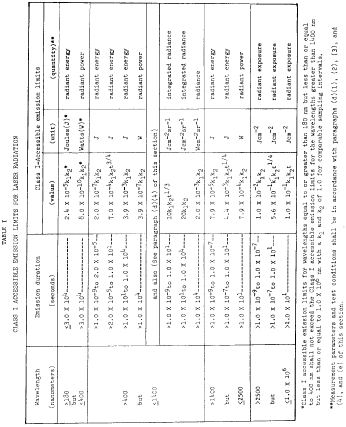 TABLE I
CLASS I ACCESSIBLE EMISSION LIMITS FOR LASER RADIATION
Wavelength Emission duration Class I-Accessible emission limits
(nanometers) (seconds) (value) (unit) (quantity)**
>180 <3.0 X 10⁴ 2.4 X 10⁻⁵k₁k₂* Joules(J)* radiant energy
but
<400 >3.0 X 10⁴ 8.0 X 10⁻¹⁰k₁k₂* Watts(W)* radiant power
>1.0 X 10⁻⁹to 2.0 X 10⁻⁵ 2.0 X 10⁻⁷k₁k₂ J radiant energy
>400 >2.0 X 10⁻⁵to 1.0 X 10¹ 7.0 X 10⁻⁴k₁k₂t³/⁴ J radiant energy
but >1.0 X 10¹to 1.0 X 10⁴ 3.9 X 10⁻³k₁k₂ J radiant energy
>1.0 X 10⁴ 3.9 X 10⁻⁷k₁k₂ W radiant power
<1400 and also (See paragraph (d)(4) of this section)
>1.0 X 10⁻⁹to 1.0 X 10¹ 10k₁k₂t¹/³ Jcm⁻²sr⁻¹ integrated radiance
>1.0 X 10¹to 1.0 X 10⁴ 20k₁k₂ Jcm⁻²sr⁻¹ integrated radiance
>1.0 X 10⁴ 2.0 X 10⁻³k₁k₂ Wcm⁻²sr⁻¹ radiance
>1400 >1.0 X 10⁻⁹to 1.0 X 10⁻⁷ 7.9 X 10⁻⁵k₁k₂ J radiant energy
but >1.0 X 10⁻⁷to 1.0 X 10¹ 4.4 X 10⁻³k₁k₂t¹/⁴ J radiant energy
<2500 >1.0 X 10¹ 7.9 X 10⁻⁴k₁k₂ W radiant power
>2500 >1.0 X 10⁻⁹to 1.0 X 10⁻⁷ 1.0 X 10⁻²k₁k₂ Jcm⁻² radiant exposure
but >1.0 X 10⁻⁷to 1.0 X 10¹ 5.6 X 10⁻¹k₁k₂t¹/⁴ Jcm⁻² radiant exposure
<1.0 X 10⁶ >1.0 X 10¹ 1.0 X 10⁻¹k₁k₂t Jcm⁻² radiant exposure
*Class I accessible emission limits for wavelengths equal to or greater than 180 nm but less than or equal
to 400 nm shall not exceed the Class I accessible emission limits for the wavelengths greater than 1400 nm
but less than or equal to 1.0 X 10⁶ nm with a k₁ and k₂ of 1.0 for comparable sampling intervals.
**Measurement parameters and test conditions shall be in accordance with paragraphs (d)(1), (2), (3), and
(4), and (e) of this section.